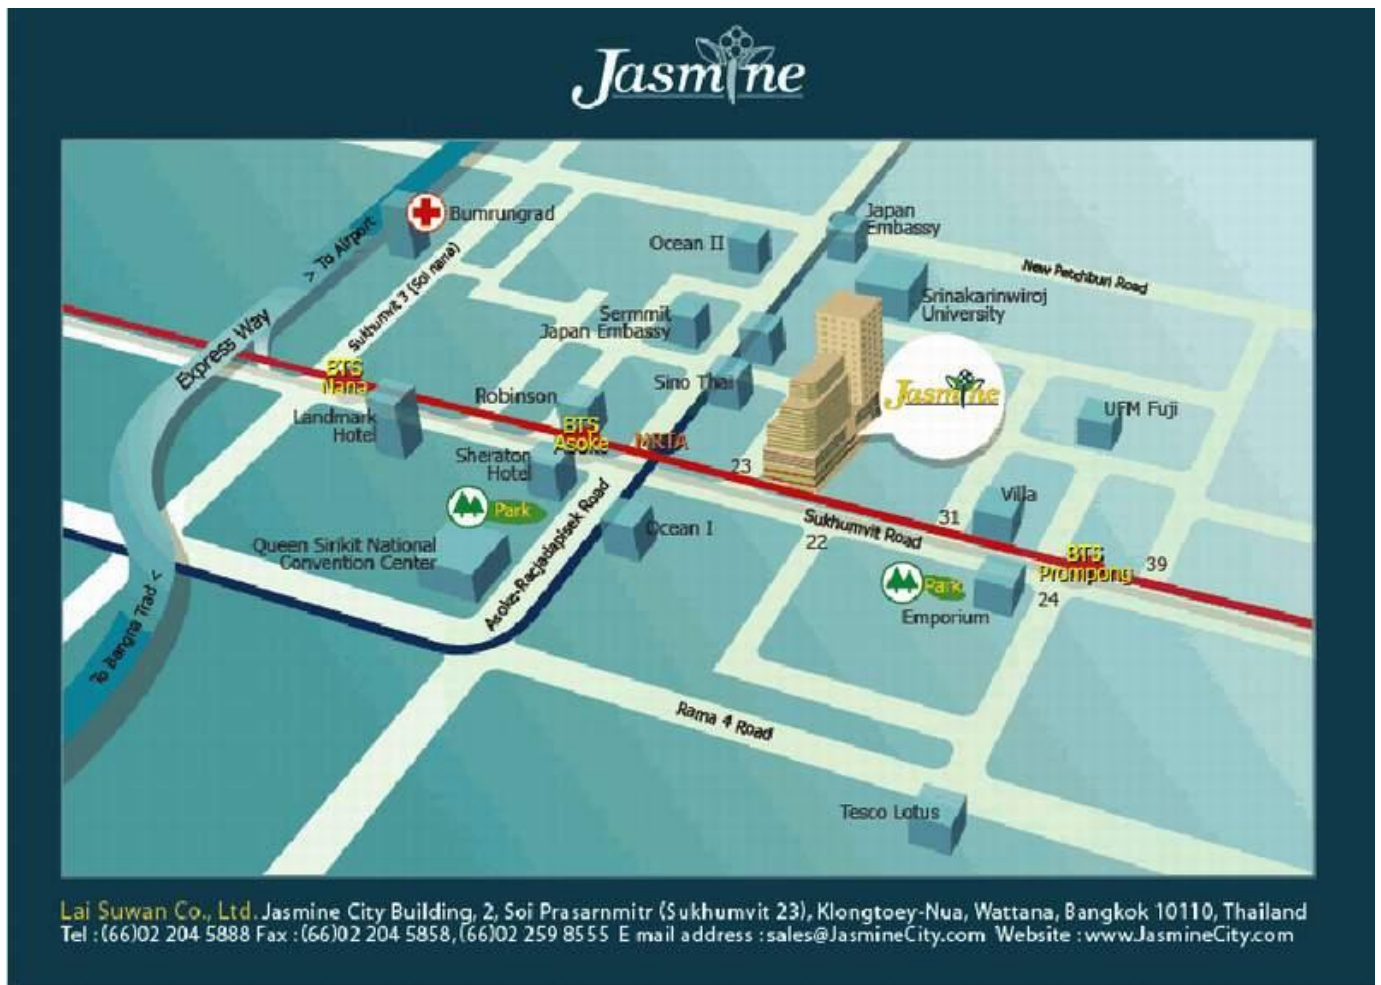 Jasmine
Bumrungrad
> To Airport
Sukhumvit 3 (Soi nana)
Express Way
Ocean II
Japan
Embassy
New Petchburi Road
Srinakarinwiroj
University
Sermmit
Japan Embassy
BTS
Nana
Landmark
Hotel
Robinson
Sino Thai
Jasmine
UFM Fuji
BTS
Asoke
MRTA
Sheraton
Hotel
23
Villa
Park
Asoke-Racjadapisek Road
Ocean I
Sukhumvit Road
31
22
Queen Sirikit National
Convention Center
BTS
Prompong
39
Park
24
Emporium
To Bangna Trad <
Rama 4 Road
Tesco Lotus
Lai Suwan Co., Ltd. Jasmine City Building, 2, Soi Prasarnmitr (Sukhumvit 23), Klongtoey-Nua, Wattana, Bangkok 10110, Thailand
Tel :(66)02 204 5888 Fax :(66)02 204 5858, (66)02 259 8555 E mail address :sales@JasmineCity.com Website :www.JasmineCity.com